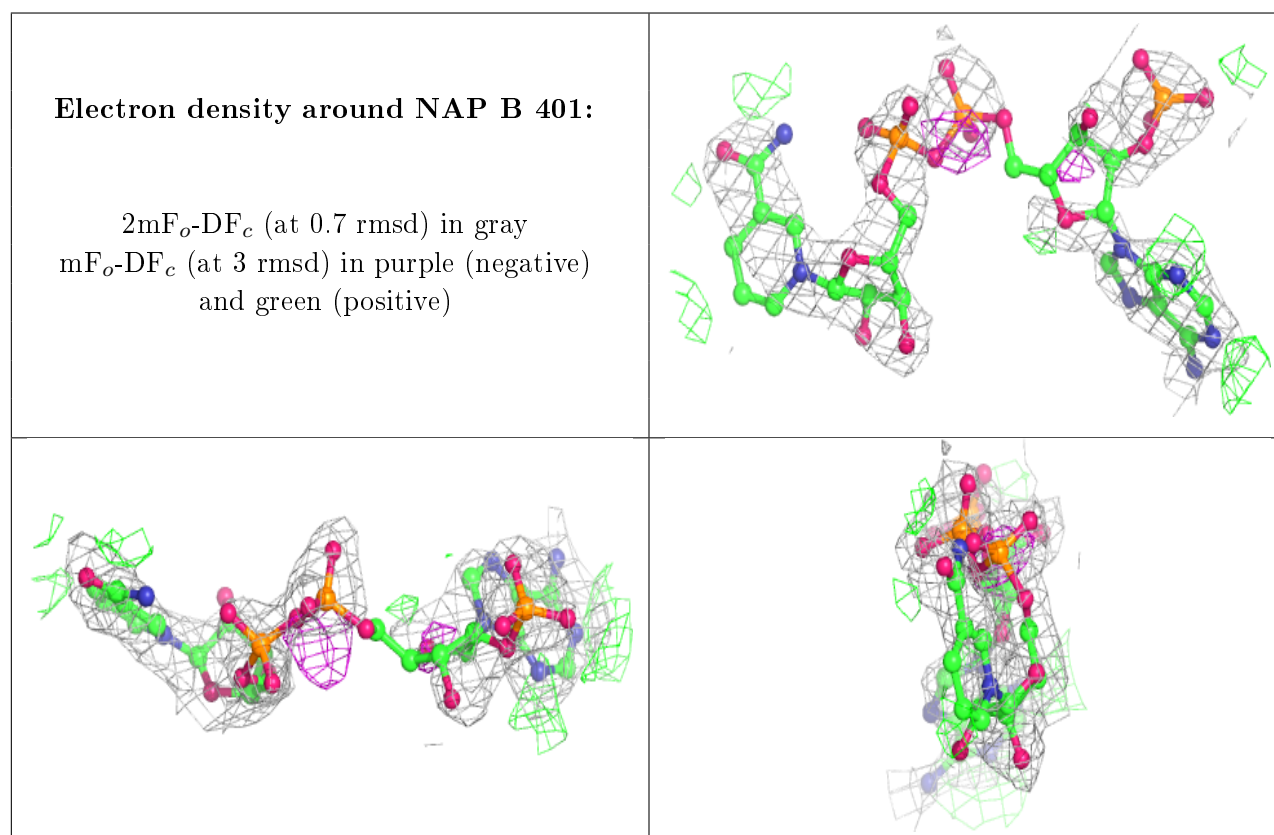 Electron density around NAP B 401:
2mFₒ-DF𝒸 (at 0.7 rmsd) in gray
mFₒ-DF𝒸 (at 3 rmsd) in purple (negative)
and green (positive)